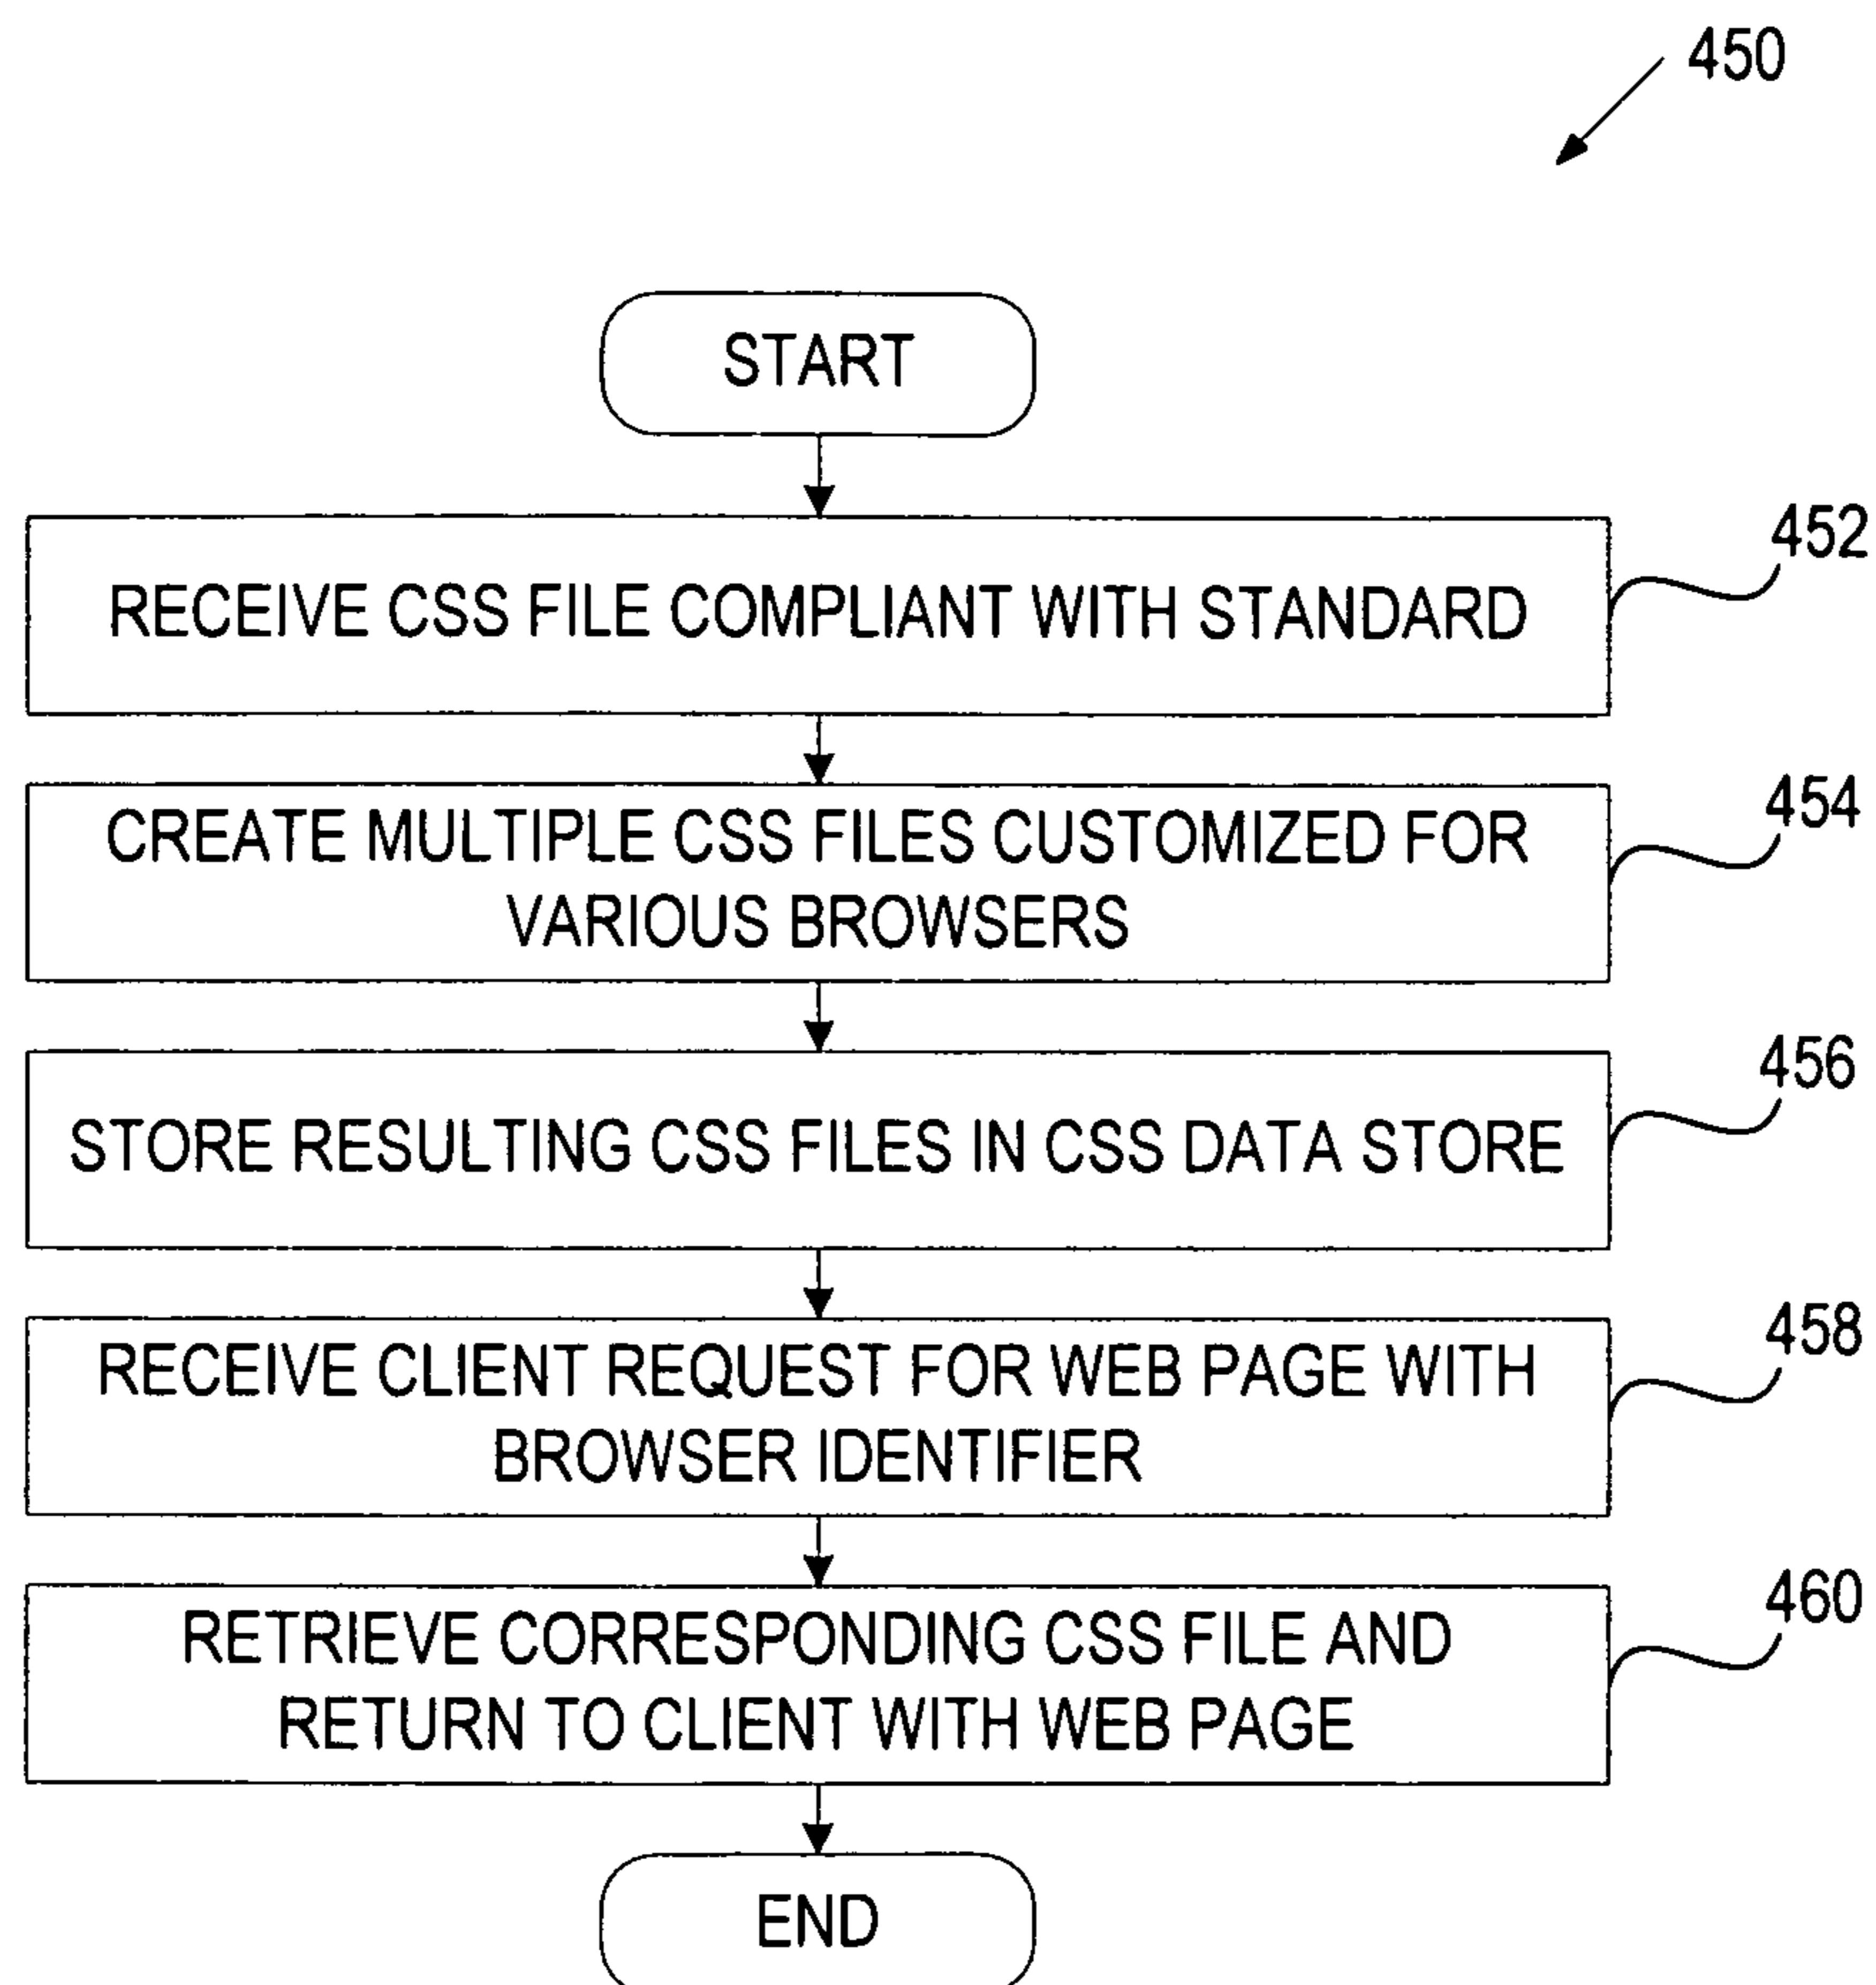 450
START
452
RECEIVE CSS FILE COMPLIANT WITH STANDARD
454
CREATE MULTIPLE CSS FILES CUSTOMIZED FOR
VARIOUS BROWSERS
456
STORE RESULTING CSS FILES IN CSS DATA STORE
458
RECEIVE CLIENT REQUEST FOR WEB PAGE WITH
BROWSER IDENTIFIER
460
RETRIEVE CORRESPONDING CSS FILE AND
RETURN TO CLIENT WITH WEB PAGE
END